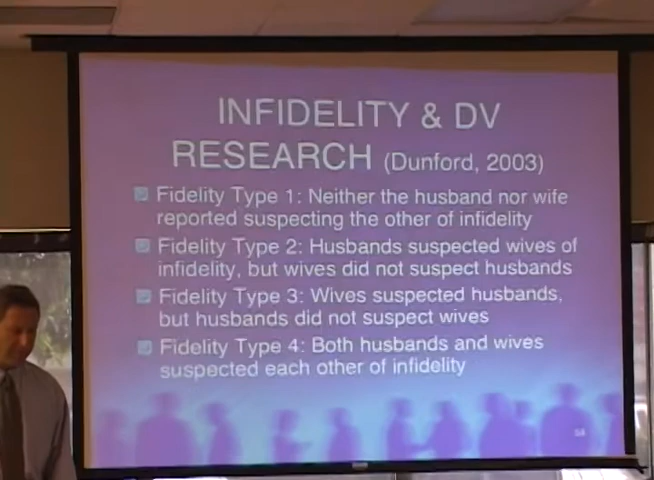 INFIDELITY & DV
RESEARCH (Dunford, 2003)
Fidelity Type 1: Neither the husband nor wife
reported suspecting the other of infidelity
Fidelity Type 2: Husbands suspected wives of
infidelity, but wives did not suspect husbands
Fidelity Type 3: Wives suspected husbands,
but husbands did not suspect wives
Fidelity Type 4: Both husbands and wives
suspected each other of infidelity